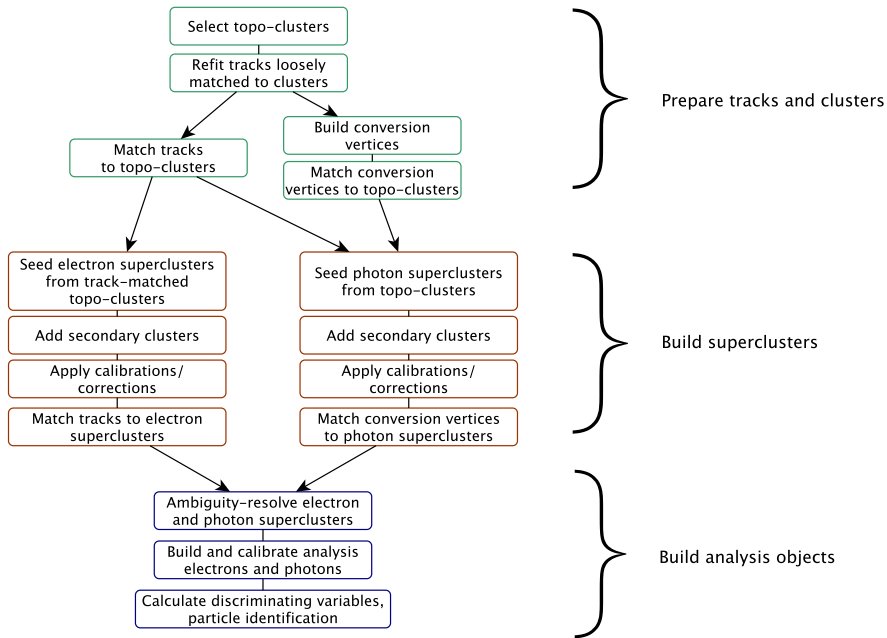 Select topo-clusters
Refit tracks loosely
matched to clusters
Build conversion
vertices
Match tracks
to topo-clusters
Match conversion
vertices to topo-clusters
Prepare tracks and clusters
Seed electron superclusters
from track-matched
topo-clusters
Add secondary clusters
Apply calibrations/
corrections
Match tracks to electron
superclusters
Seed photon superclusters
from topo-clusters
Add secondary clusters
Apply calibrations/
corrections
Match conversion vertices
to photon superclusters
Build superclusters
Ambiguity-resolve electron
and photon superclusters
Build and calibrate analysis
electrons and photons
Calculate discriminating variables,
particle identification
Build analysis objects